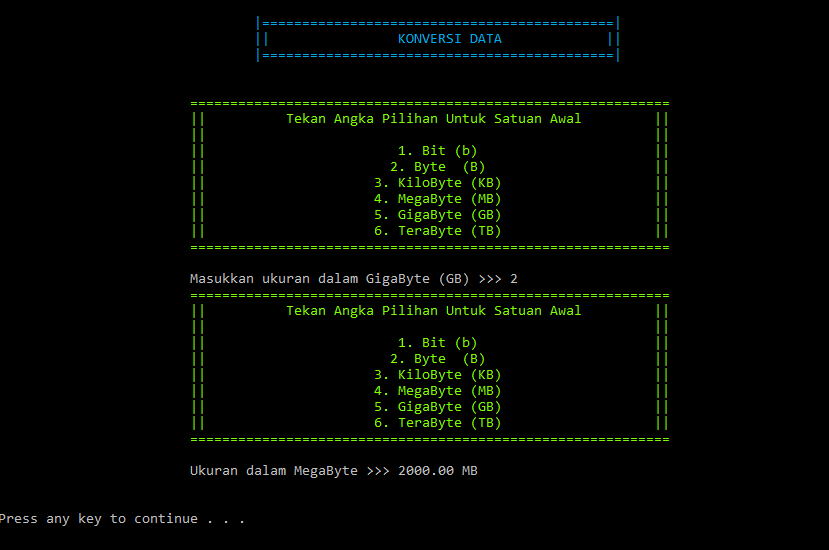 |============================================|
|| KONVERSI DATA ||
|============================================|
============================================================
|| Tekan Angka Pilihan Untuk Satuan Awal ||
|| ||
|| 1. Bit (b) ||
|| 2. Byte  (B) ||
|| 3. KiloByte (KB) ||
|| 4. MegaByte (MB) ||
|| 5. GigaByte (GB) ||
|| 6. TeraByte (TB) ||
============================================================
Masukkan ukuran dalam GigaByte (GB) >>> 2
============================================================
|| Tekan Angka Pilihan Untuk Satuan Awal ||
|| ||
|| 1. Bit (b) ||
|| 2. Byte  (B) ||
|| 3. KiloByte (KB) ||
|| 4. MegaByte (MB) ||
|| 5. GigaByte (GB) ||
|| 6. TeraByte (TB) ||
============================================================
Ukuran dalam MegaByte >>> 2000.00 MB
Press any key to continue . . .